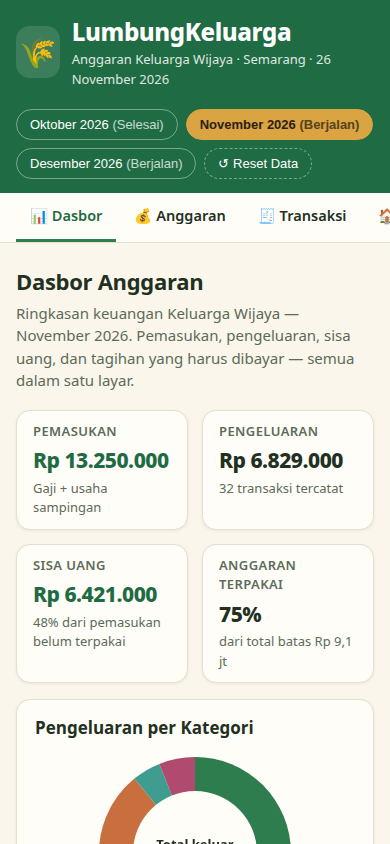 LumbungKeluarga
Anggaran Keluarga Wijaya · Semarang · 26
November 2026
Oktober 2026 (Selesai)
November 2026 (Berjalan)
Desember 2026 (Berjalan)
↺ Reset Data
Dasbor
Anggaran
Transaksi
Dasbor Anggaran
Ringkasan keuangan Keluarga Wijaya —
November 2026. Pemasukan, pengeluaran, sisa
uang, dan tagihan yang harus dibayar — semua
dalam satu layar.
PEMASUKAN
Rp 13.250.000
Gaji + usaha
sampingan
PENGELUARAN
Rp 6.829.000
32 transaksi tercatat
SISA UANG
Rp 6.421.000
48% dari pemasukan
belum terpakai
ANGGARAN
TERPAKAI
75%
dari total batas Rp 9,1
jt
Pengeluaran per Kategori
Total keluar